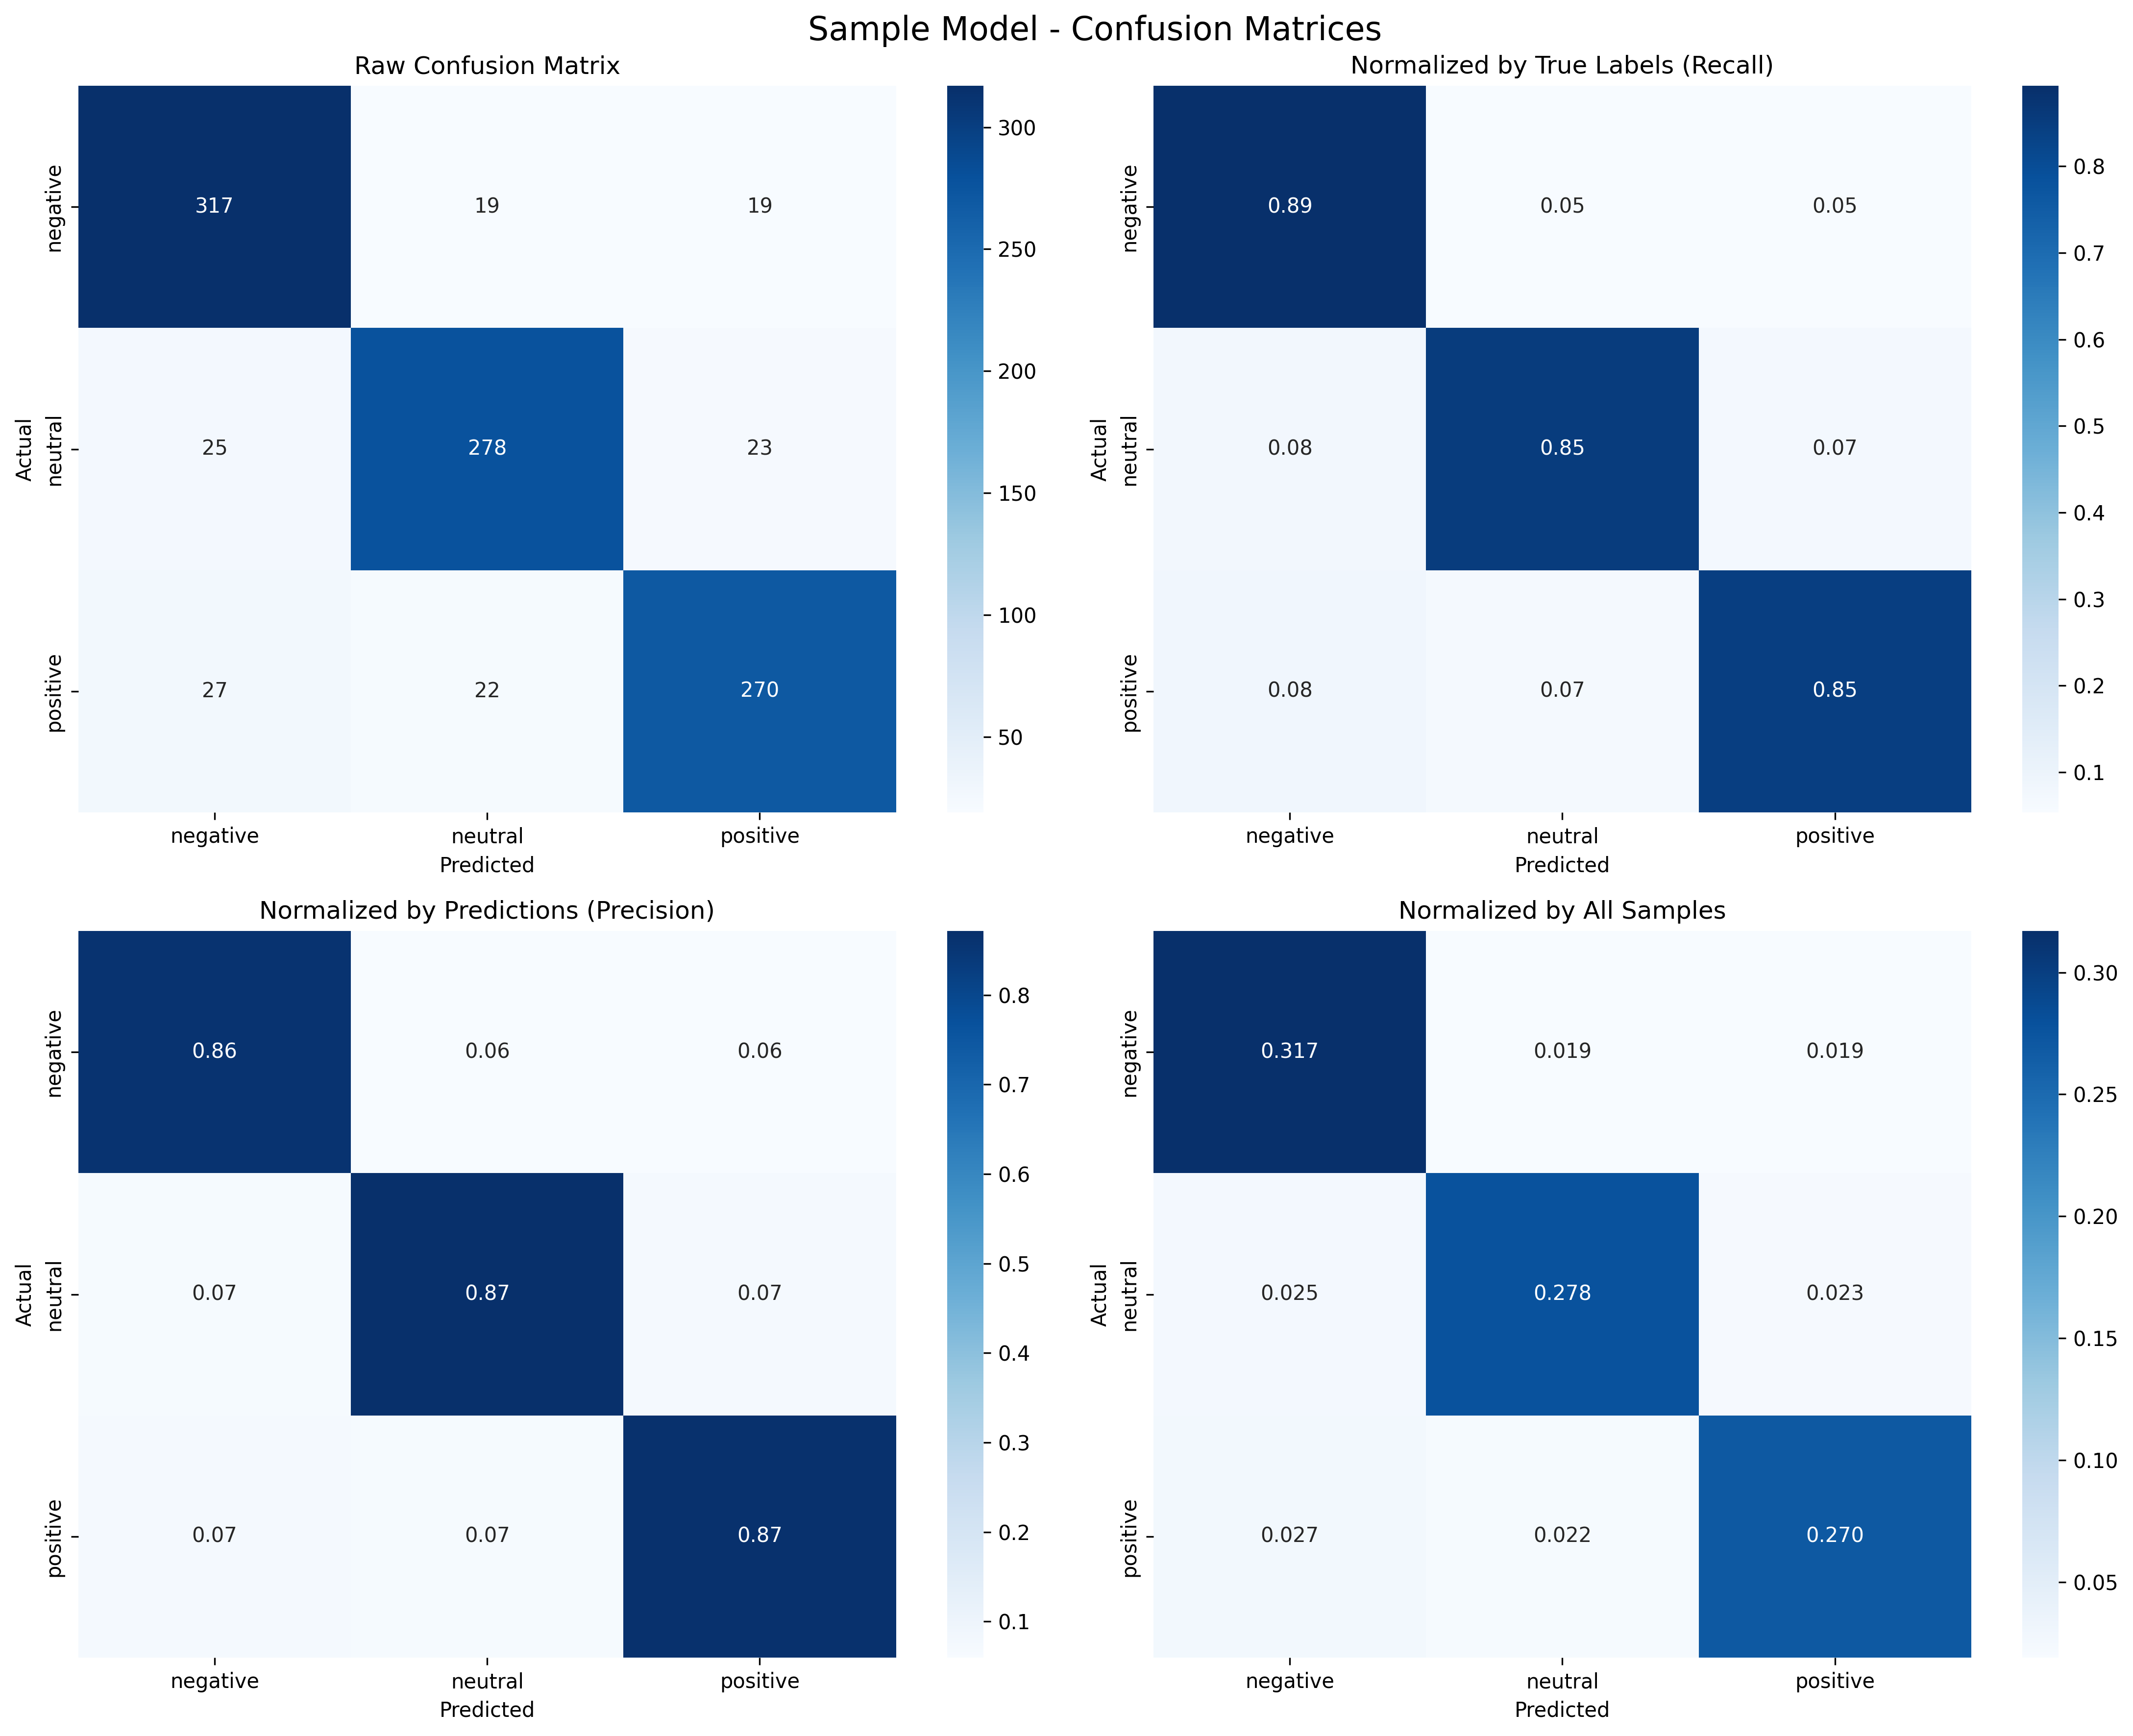 Sample Model - Confusion Matrices
Raw Confusion Matrix
negative
317 19 19
Actual
neutral
25 278 23
positive
27 22 270
negative neutral positive
Predicted
300
250
200
150
100
50
Normalized by True Labels (Recall)
negative
0.89 0.05 0.05
Actual
neutral
0.08 0.85 0.07
positive
0.08 0.07 0.85
negative neutral positive
Predicted
0.8
0.7
0.6
0.5
0.4
0.3
0.2
0.1
Normalized by Predictions (Precision)
negative
0.86 0.06 0.06
Actual
neutral
0.07 0.87 0.07
positive
0.07 0.07 0.87
negative neutral positive
Predicted
0.8
0.7
0.6
0.5
0.4
0.3
0.2
0.1
Normalized by All Samples
negative
0.317 0.019 0.019
Actual
neutral
0.025 0.278 0.023
positive
0.027 0.022 0.270
negative neutral positive
Predicted
0.30
0.25
0.20
0.15
0.10
0.05